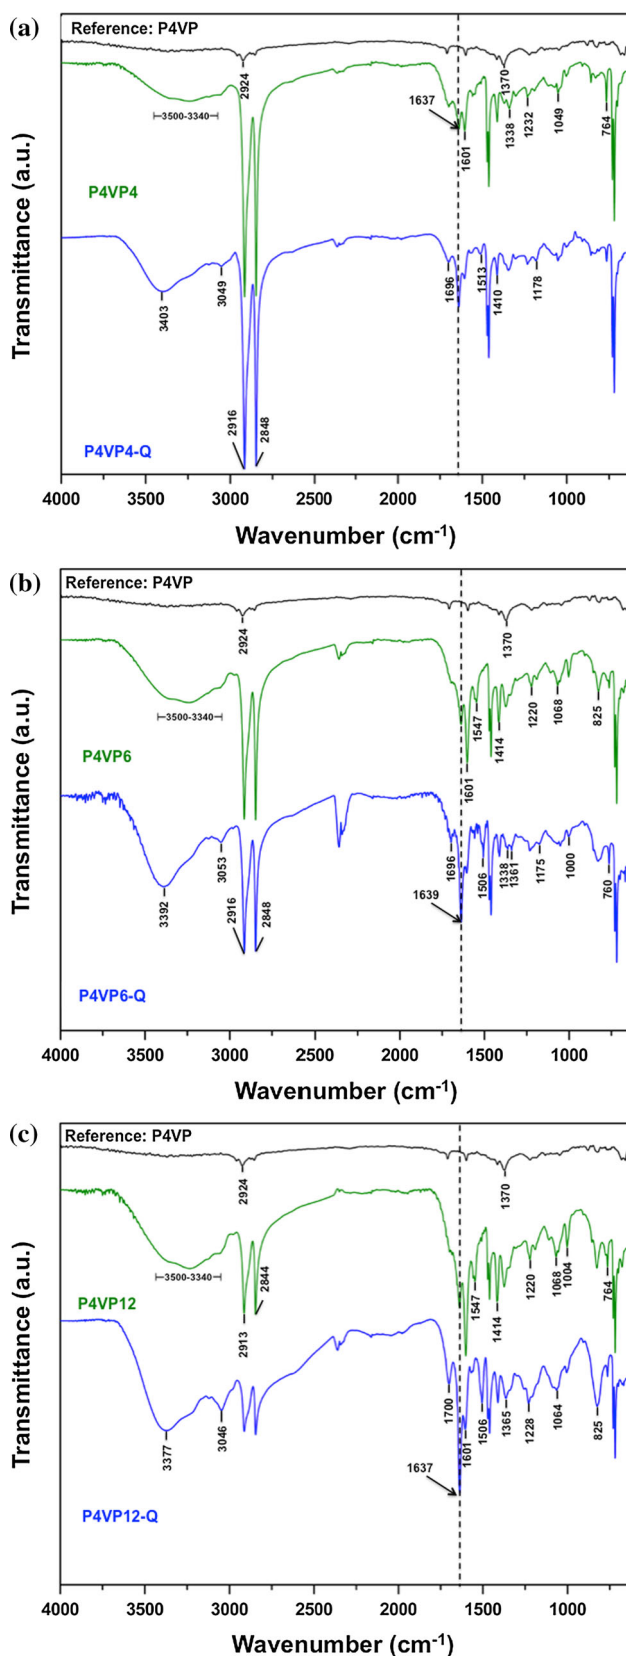 (a)
Reference: P4VP
2924
1370
1637
3500-3340
1601
1338
1232
1049
764
P4VP4
3403
3049
1696
1513
1410
1178
2916
2848
P4VP4-Q
Transmittance (a.u.)
4000 3500 3000 2500 2000 1500 1000
Wavenumber (cm⁻¹)
(b)
Reference: P4VP
2924
1370
3500-3340
1547
1414
1220
1068
825
P4VP6
1601
3392
3053
1696
1506
1338
1361
1175
1000
760
2916
2848
1639
P4VP6-Q
Transmittance (a.u.)
4000 3500 3000 2500 2000 1500 1000
Wavenumber (cm⁻¹)
(c)
Reference: P4VP
2924
1370
3500-3340
2844
1547
1414
1220
1068
1004
764
P4VP12
2913
3377
3046
1700
1601
1506
1365
1228
1064
825
1637
P4VP12-Q
Transmittance (a.u.)
4000 3500 3000 2500 2000 1500 1000
Wavenumber (cm⁻¹)